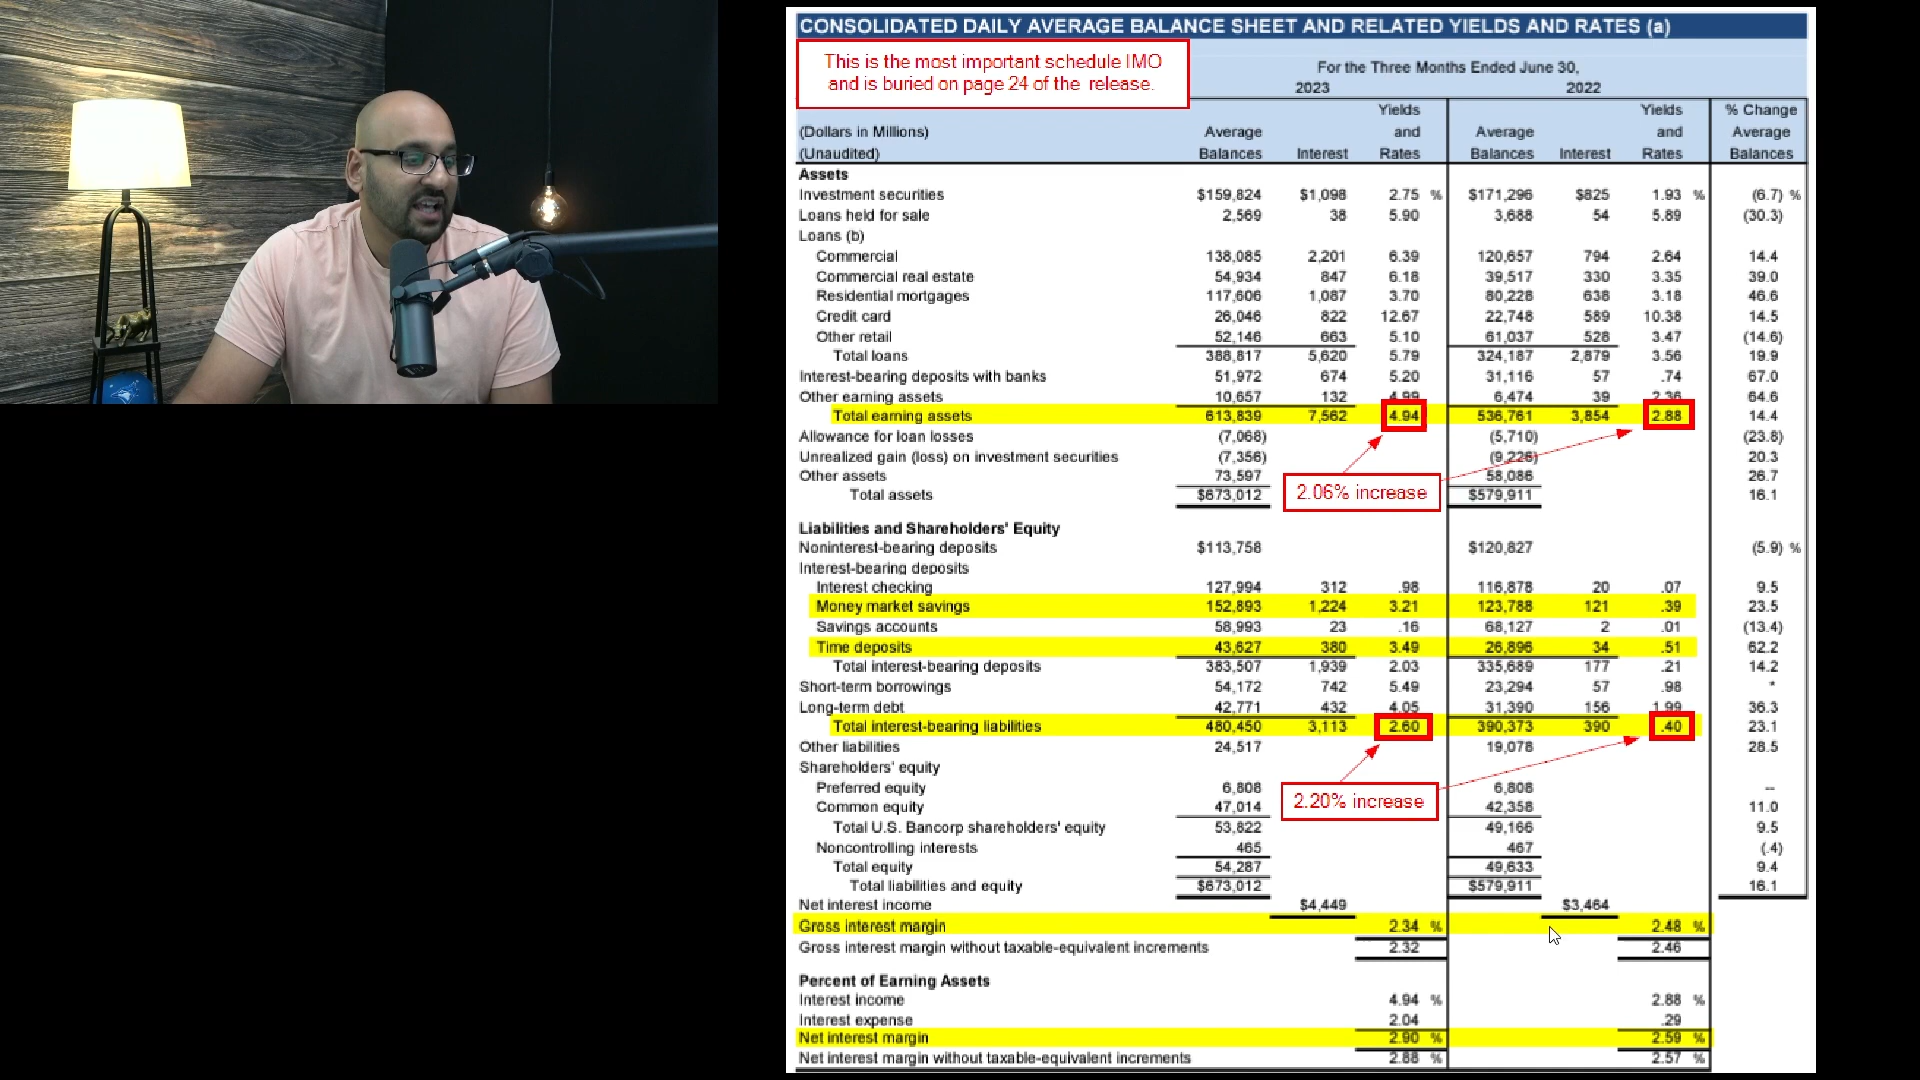 CONSOLIDATED DAILY AVERAGE BALANCE SHEET AND RELATED YIELDS AND RATES (a)
This is the most important schedule IMO
and is buried on page 24 of the release.
For the Three Months Ended June 30,
2023 2022
Yields Yields % Change
(Dollars in Millions) Average and Average and Average
(Unaudited) Balances Interest Rates Balances Interest Rates Balances
Assets
Investment securities $159,824 $1,098 2.75 % $171,296 $825 1.93 % (6.7) %
Loans held for sale 2,569 38 5.90 3,688 54 5.89 (30.3)
Loans (b)
Commercial 138,085 2,201 6.39 120,657 794 2.64 14.4
Commercial real estate 54,934 847 6.18 39,517 330 3.35 39.0
Residential mortgages 117,606 1,087 3.70 80,228 638 3.18 46.6
Credit card 26,046 822 12.67 22,748 589 10.38 14.5
Other retail 52,146 663 5.10 61,037 528 3.47 (14.6)
Total loans 388,817 5,620 5.79 324,187 2,879 3.56 19.9
Interest-bearing deposits with banks 51,972 674 5.20 31,116 57 .74 67.0
Other earning assets 10,657 132 4.99 6,474 39 2.36 64.6
Total earning assets 613,839 7,562 4.94 536,761 3,854 2.88 14.4
Allowance for loan losses (7,068) (5,710) (23.8)
Unrealized gain (loss) on investment securities (7,356) (9,226) 20.3
Other assets 73,597 58,086 26.7
2.06% increase
Total assets $673,012 $579,911 16.1
Liabilities and Shareholders' Equity
Noninterest-bearing deposits $113,758 $120,827 (5.9) %
Interest-bearing deposits
Interest checking 127,994 312 .98 116,878 20 .07 9.5
Money market savings 152,893 1,224 3.21 123,788 121 .39 23.5
Savings accounts 58,993 23 .16 68,127 2 .01 (13.4)
Time deposits 43,627 380 3.49 26,896 34 .51 62.2
Total interest-bearing deposits 383,507 1,939 2.03 335,689 177 .21 14.2
Short-term borrowings 54,172 742 5.49 23,294 57 .98 *
Long-term debt 42,771 432 4.05 31,390 156 1.99 36.3
Total interest-bearing liabilities 480,450 3,113 2.60 390,373 390 .40 23.1
Other liabilities 24,517 19,078 28.5
Shareholders' equity
Preferred equity 6,808 6,808 --
2.20% increase
Common equity 47,014 42,358 11.0
Total U.S. Bancorp shareholders' equity 53,822 49,166 9.5
Noncontrolling interests 465 467 (.4)
Total equity 54,287 49,633 9.4
Total liabilities and equity $673,012 $579,911 16.1
Net interest income $4,449 $3,464
Gross interest margin 2.34 % 2.48 %
Gross interest margin without taxable-equivalent increments 2.32 2.46
Percent of Earning Assets
Interest income 4.94 % 2.88 %
Interest expense 2.04 .29
Net interest margin 2.90 % 2.59 %
Net interest margin without taxable-equivalent increments 2.88 % 2.57 %